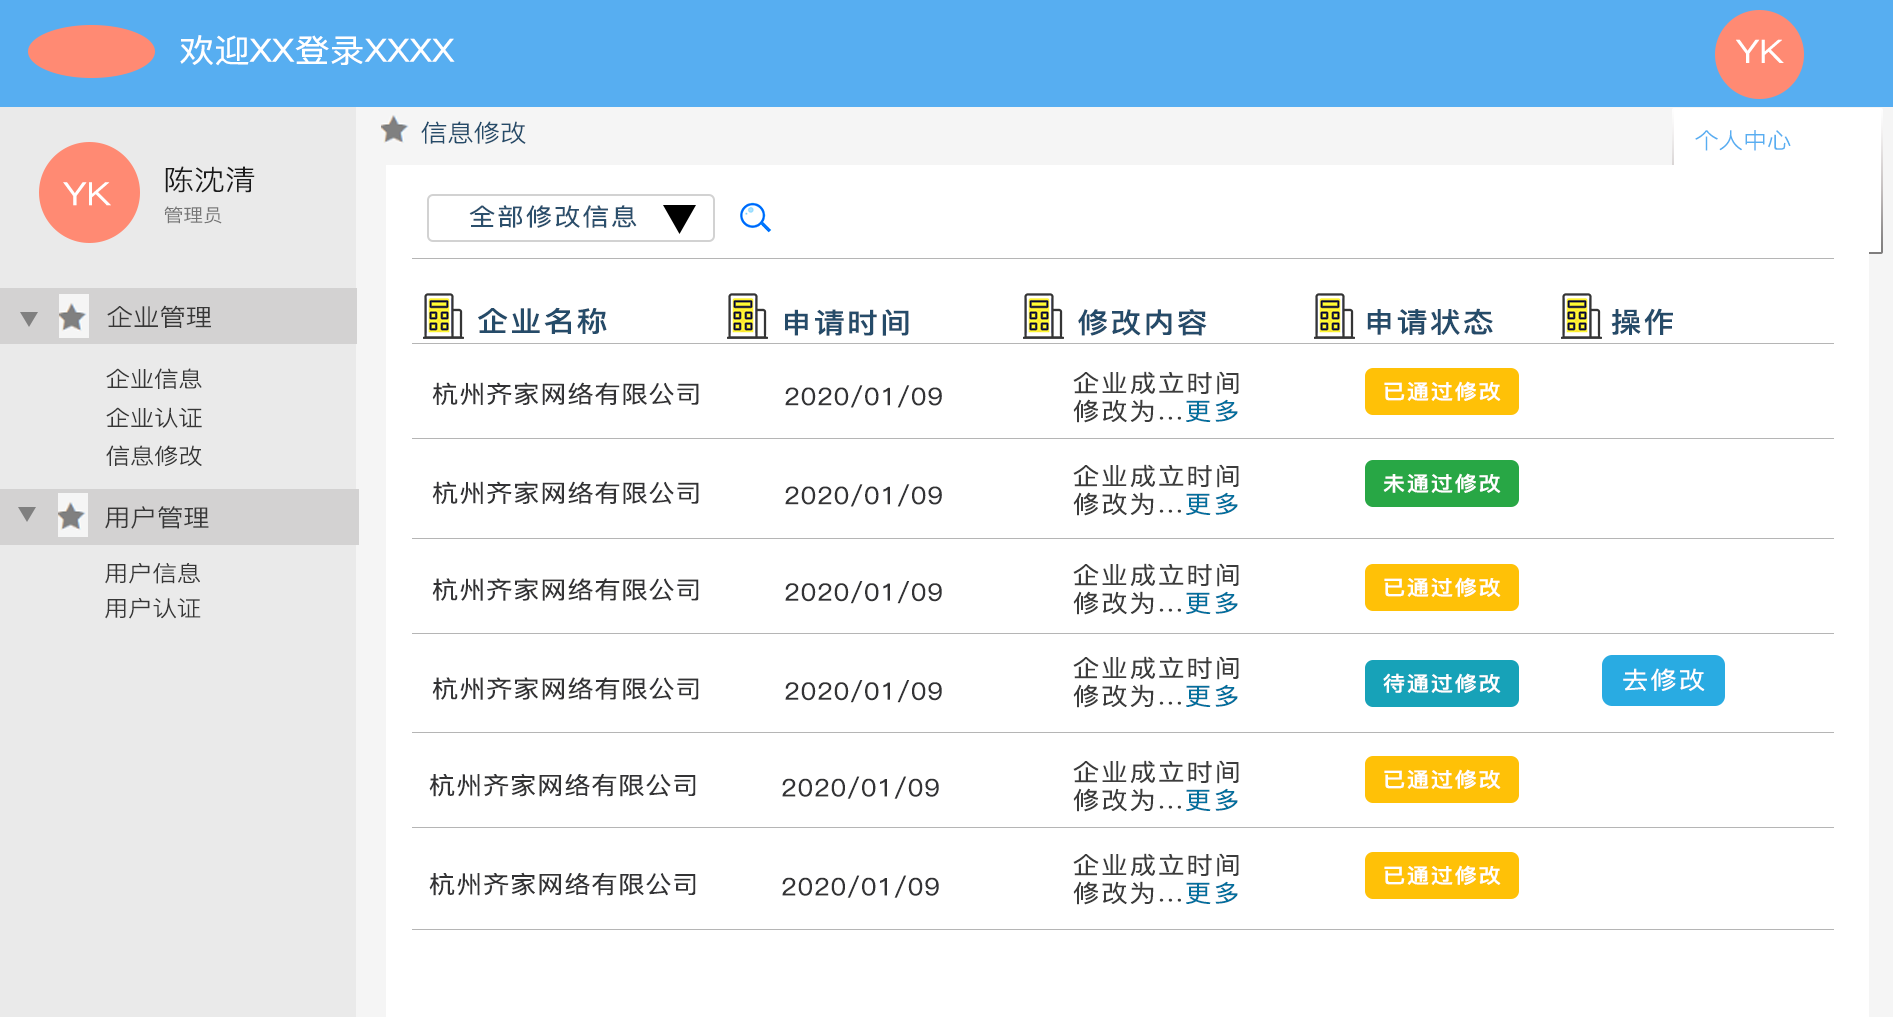 欢迎XX登录XXXX
YK
YK
陈沈清
管理员
企业管理
企业信息
企业认证
信息修改
用户管理
用户信息
用户认证
信息修改
个人中心
全部修改信息
企业名称 申请时间 修改内容 申请状态 操作
杭州齐家网络有限公司 2020/01/09 企业成立时间
修改为...更多
已通过修改
杭州齐家网络有限公司 2020/01/09 企业成立时间
修改为...更多
未通过修改
杭州齐家网络有限公司 2020/01/09 企业成立时间
修改为...更多
已通过修改
杭州齐家网络有限公司 2020/01/09 企业成立时间
修改为...更多
待通过修改 去修改
杭州齐家网络有限公司 2020/01/09 企业成立时间
修改为...更多
已通过修改
杭州齐家网络有限公司 2020/01/09 企业成立时间
修改为...更多
已通过修改